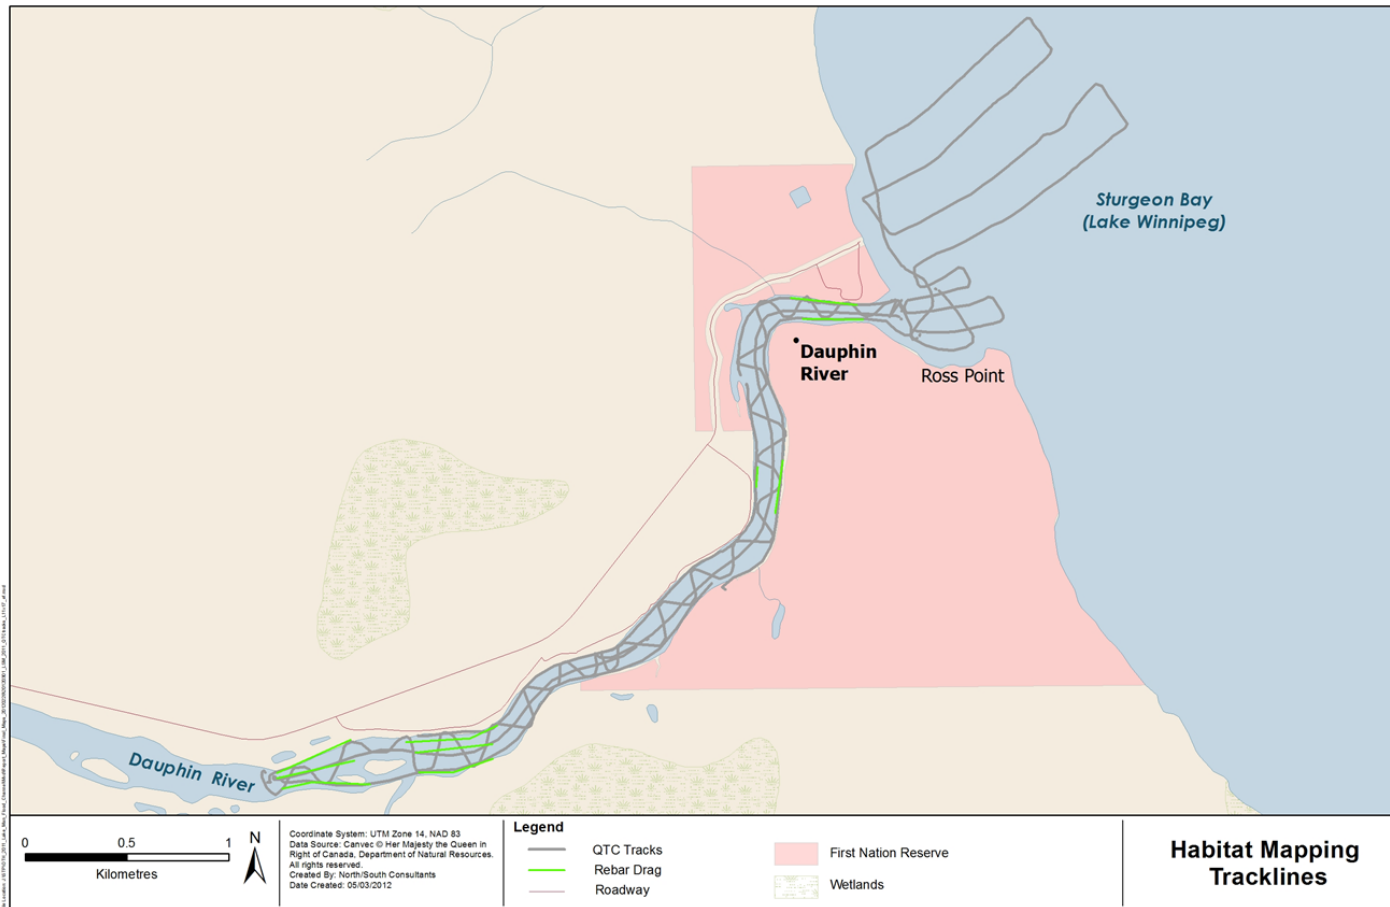 Sturgeon Bay
(Lake Winnipeg)
Dauphin
River
Ross Point
Dauphin River
0 0.5 1
Kilometres
N
Coordinate System: UTM Zone 14, NAD 83
Data Source: Canvec © Her Majesty the Queen in
Right of Canada, Department of Natural Resources.
All rights reserved.
Created By: North/South Consultants
Date Created: 05/03/2012
Legend
QTC Tracks
Rebar Drag
Roadway
First Nation Reserve
Wetlands
Habitat Mapping
Tracklines